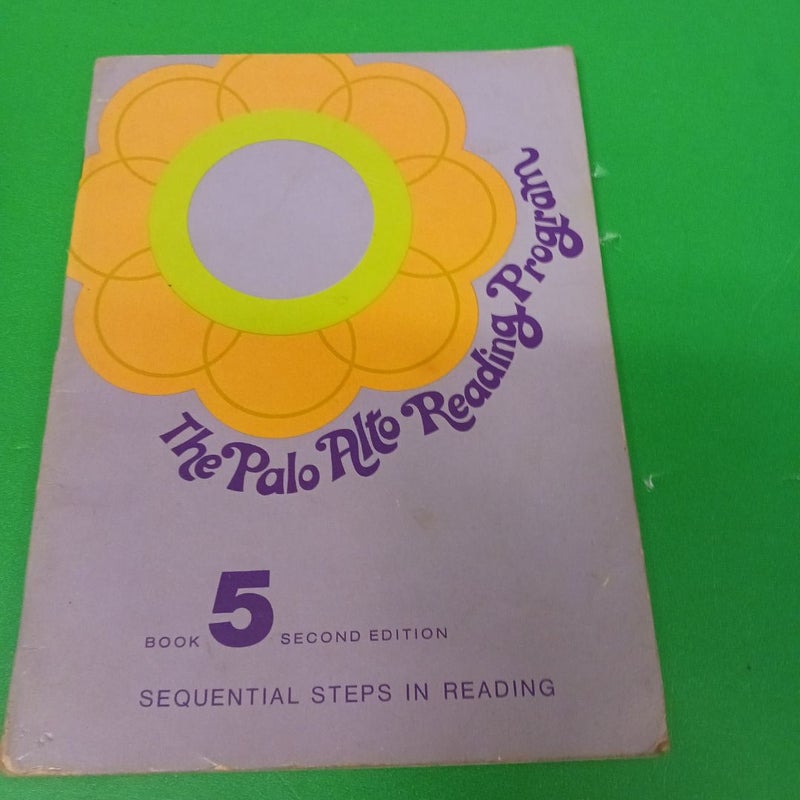 The Palo Alto Reading Program
BOOK 5 SECOND EDITION
SEQUENTIAL STEPS IN READING